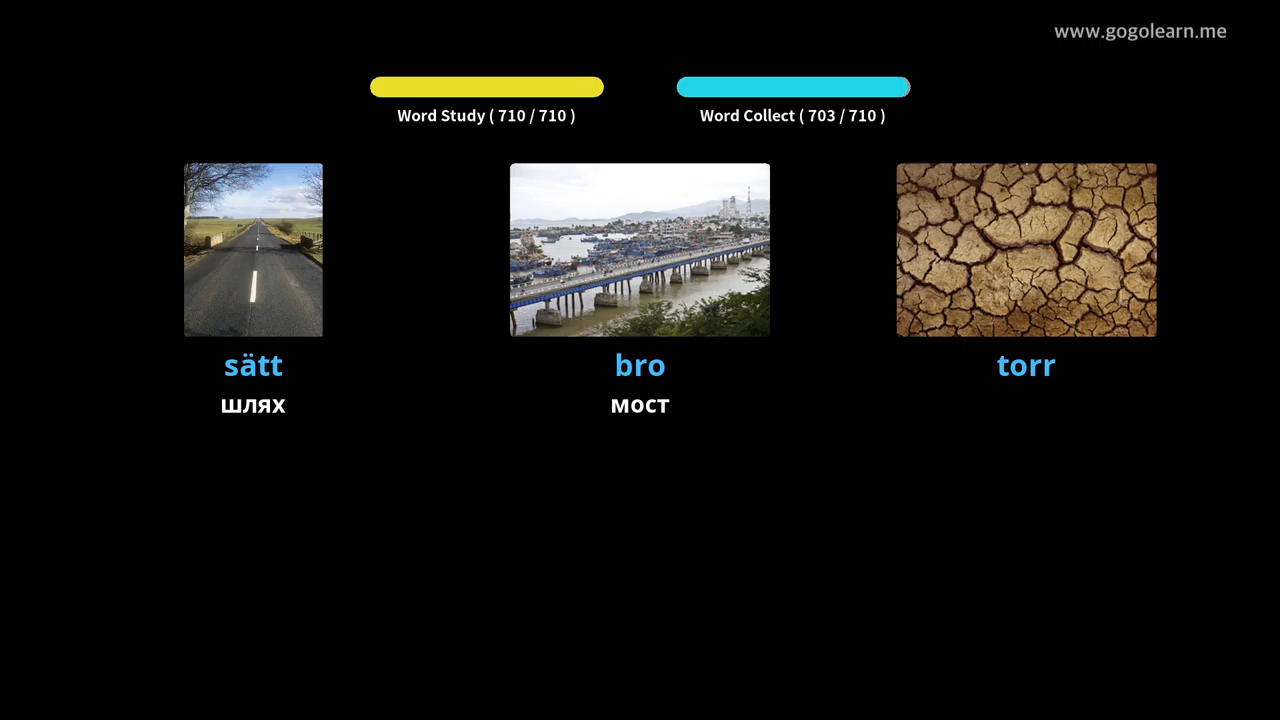 www.gogolearn.me
Word Study ( 710 / 710 )
Word Collect ( 703 / 710 )
sätt
bro
torr
шлях
мост